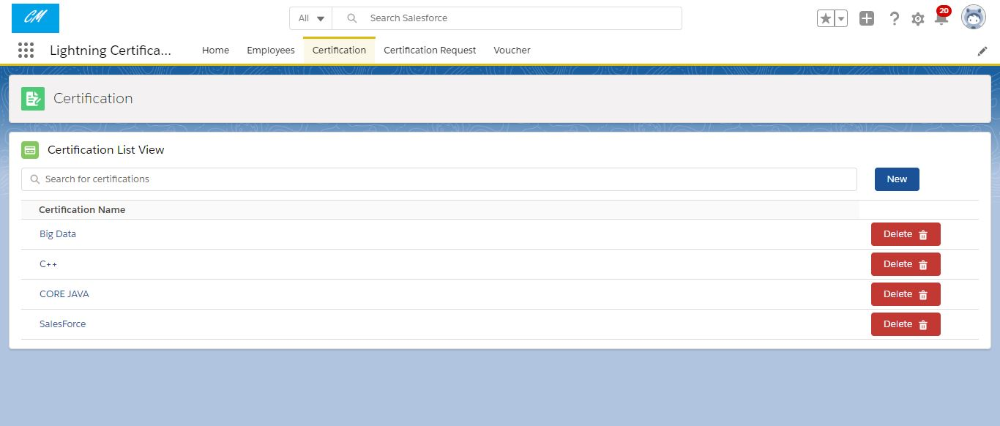 CM
All
Search Salesforce
20
Lightning Certifica...
Home
Employees
Certification
Certification Request
Voucher
Certification
Certification List View
Search for certifications
New
Certification Name
Big Data
Delete
C++
Delete
CORE JAVA
Delete
SalesForce
Delete